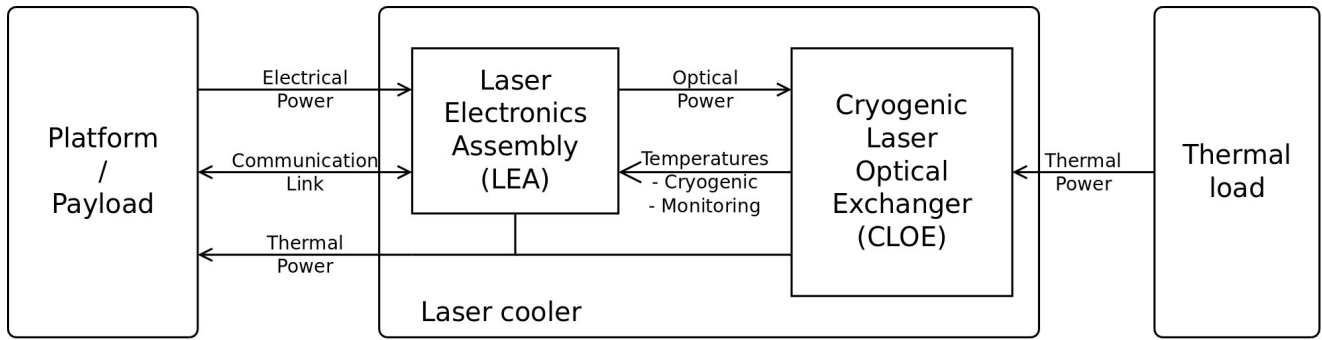 Platform
/
Payload
Electrical
Power
Communication
Link
Thermal
Power
Laser
Electronics
Assembly
(LEA)
Optical
Power
Temperatures
- Cryogenic
- Monitoring
Cryogenic
Laser
Optical
Exchanger
(CLOE)
Laser cooler
Thermal
Power
Thermal
load